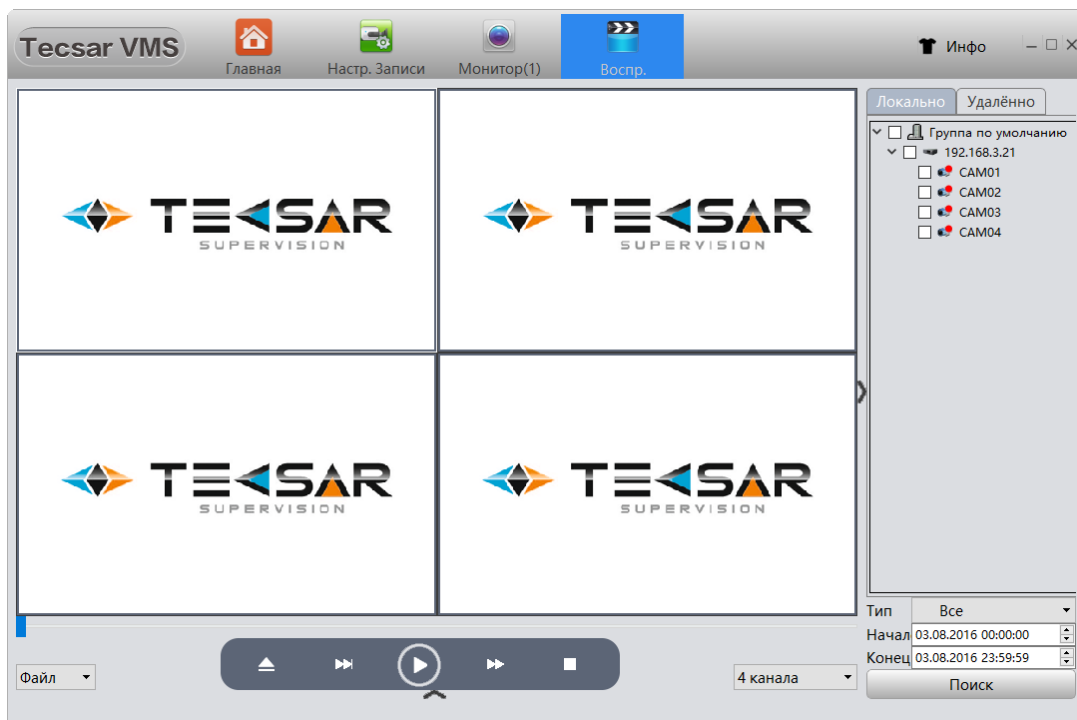 Tecsar VMS
Главная
Настр. Записи
Монитор(1)
Воспр.
Инфо
TECSAR
SUPERVISION
TECSAR
SUPERVISION
TECSAR
SUPERVISION
TECSAR
SUPERVISION
Локально Удалённо
Группа по умолчанию
192.168.3.21
CAM01
CAM02
CAM03
CAM04
Тип Все
Начал 03.08.2016 00:00:00
Конец 03.08.2016 23:59:59
Поиск
Файл
4 канала